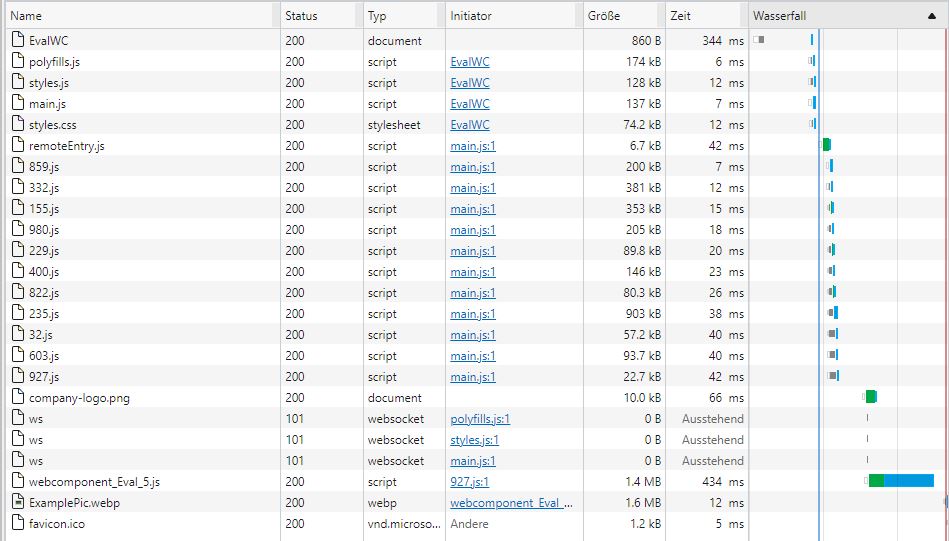 Name Status Typ Initiator Größe Zeit Wasserfall
EvalWC 200 document 860 B 344 ms
polyfills.js 200 script EvalWC 174 kB 6 ms
styles.js 200 script EvalWC 128 kB 12 ms
main.js 200 script EvalWC 137 kB 7 ms
styles.css 200 stylesheet EvalWC 74.2 kB 12 ms
remoteEntry.js 200 script main.js:1 6.7 kB 42 ms
859.js 200 script main.js:1 200 kB 7 ms
332.js 200 script main.js:1 381 kB 12 ms
155.js 200 script main.js:1 353 kB 15 ms
980.js 200 script main.js:1 205 kB 18 ms
229.js 200 script main.js:1 89.8 kB 20 ms
400.js 200 script main.js:1 146 kB 23 ms
822.js 200 script main.js:1 80.3 kB 26 ms
235.js 200 script main.js:1 903 kB 38 ms
32.js 200 script main.js:1 57.2 kB 40 ms
603.js 200 script main.js:1 93.7 kB 40 ms
927.js 200 script main.js:1 22.7 kB 42 ms
company-logo.png 200 document 10.0 kB 66 ms
ws 101 websocket polyfills.js:1 0 B Ausstehend
ws 101 websocket styles.js:1 0 B Ausstehend
ws 101 websocket main.js:1 0 B Ausstehend
webcomponent_Eval_5.js 200 script 927.js:1 1.4 MB 434 ms
ExamplePic.webp 200 webp webcomponent_Eval_... 1.6 MB 12 ms
favicon.ico 200 vnd.microso... Andere 1.2 kB 5 ms